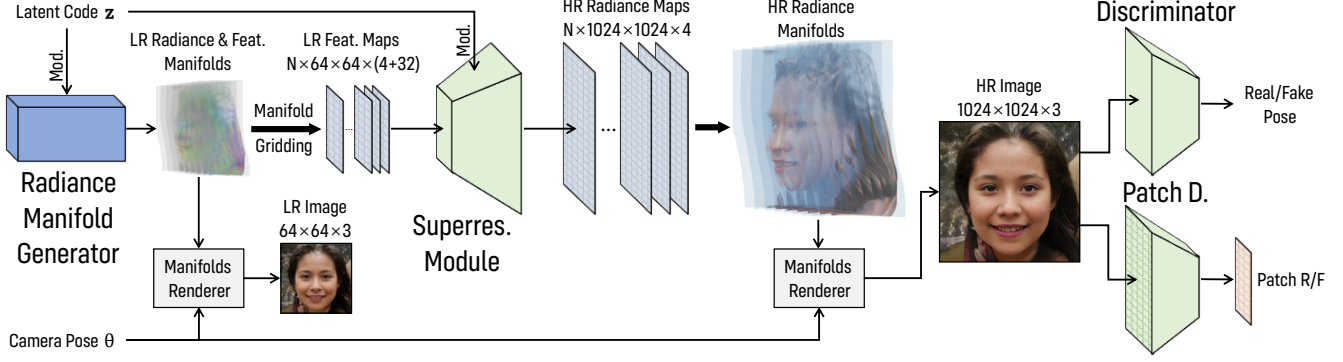 Latent Code z
Mod.
Radiance
Manifold
Generator
LR Radiance & Feat.
Manifolds
Manifold
Gridding
LR Feat. Maps
N×64×64×(4+32)
...
Mod.
Superres.
Module
HR Radiance Maps
N×1024×1024×4
...
HR Radiance
Manifolds
LR Image
64×64×3
Manifolds
Renderer
Manifolds
Renderer
Camera Pose θ
HR Image
1024×1024×3
Discriminator
Real/Fake
Pose
Patch D.
Patch R/F